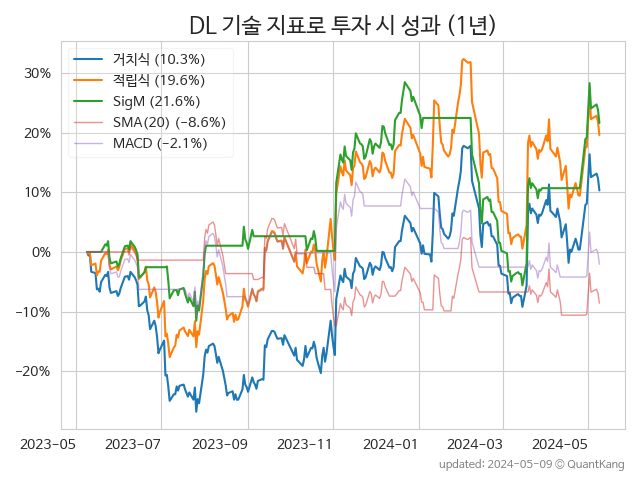 DL 기술 지표로 투자 시 성과 (1년)
거치식 (10.3%)
적립식 (19.6%)
SigM (21.6%)
SMA(20) (−8.6%)
MACD (−2.1%)
30%
20%
10%
0%
−10%
−20%
2023-05 2023-07 2023-09 2023-11 2024-01 2024-03 2024-05
updated: 2024-05-09 © QuantKang